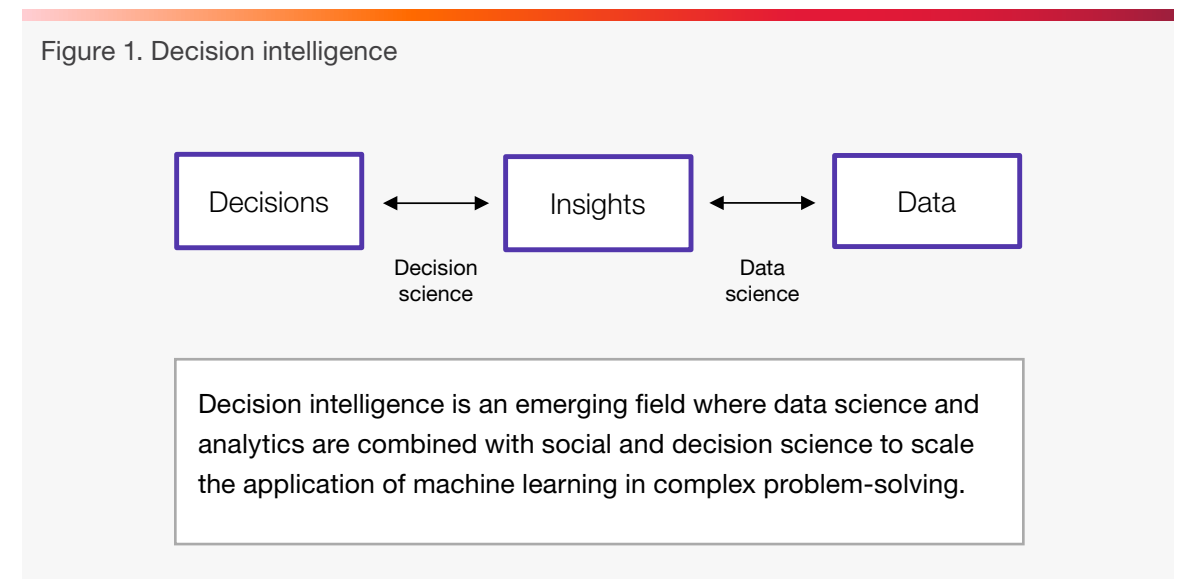 Figure 1. Decision intelligence
Decisions
Insights
Data
Decision
science
Data
science
Decision intelligence is an emerging field where data science and
analytics are combined with social and decision science to scale
the application of machine learning in complex problem-solving.